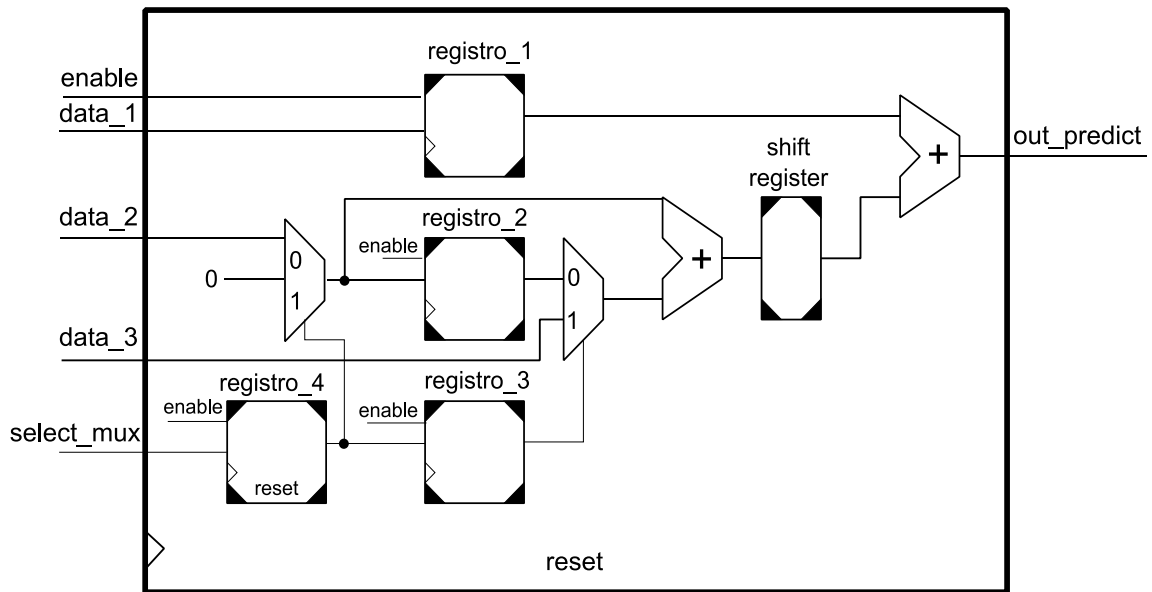 registro_1
enable
data_1
out_predict
shift
register
+
data_2
registro_2
enable
0
1
0
+
0
1
data_3
registro_4
registro_3
enable
enable
select_mux
reset
reset